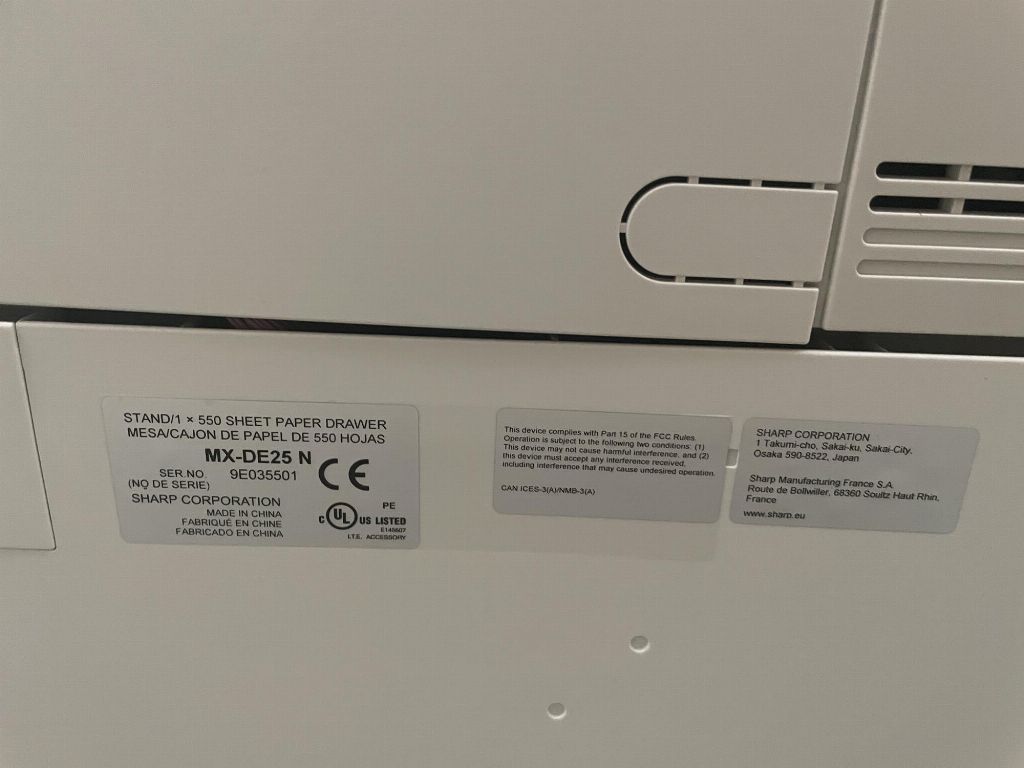 STAND/1 × 550 SHEET PAPER DRAWER
MESA/CAJON DE PAPEL DE 550 HOJAS
MX-DE25 N
SER.NO 9E035501
(NO DE SERIE)
SHARP CORPORATION
MADE IN CHINA
FABRIQUÉ EN CHINE
FABRICADO EN CHINA
CE
PE
C UL US LISTED
E145507
I.T.E. ACCESSORY
This device complies with Part 15 of the FCC Rules.
Operation is subject to the following two conditions: (1)
This device may not cause harmful interference, and (2)
this device must accept any interference received,
including interference that may cause undesired operation.
CAN ICES-3(A)/NMB-3(A)
SHARP CORPORATION
1 Takumi-cho, Sakai-ku, Sakai-City,
Osaka 590-8522, Japan
Sharp Manufacturing France S.A.
Route de Bollwiller, 68360 Soultz Haut Rhin,
France
www.sharp.eu